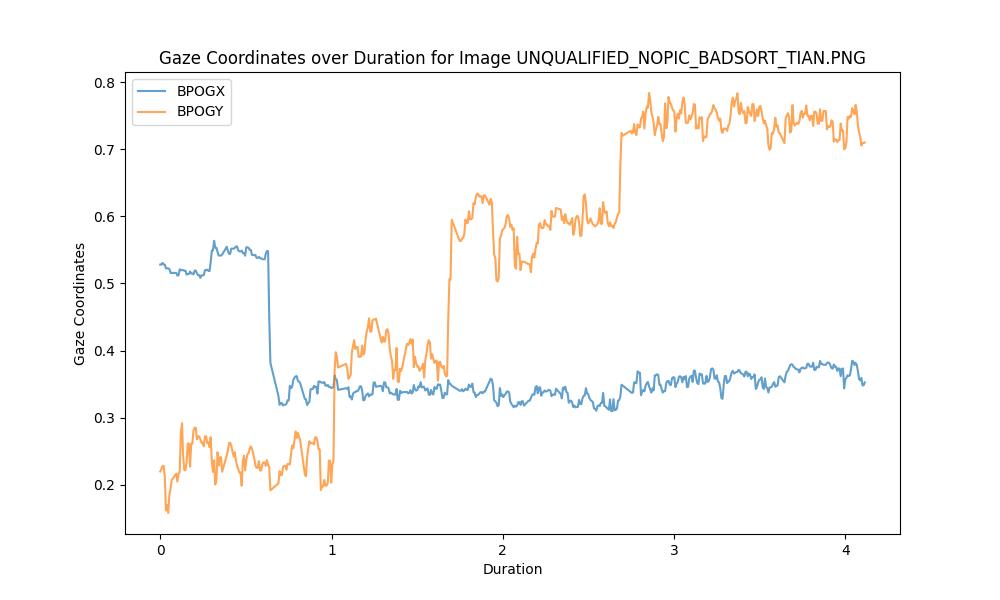 Gaze Coordinates over Duration for Image UNQUALIFIED_NOPIC_BADSORT_TIAN.PNG
BPOGX
BPOGY
0.8
0.7
0.6
0.5
0.4
0.3
0.2
Gaze Coordinates
0 1 2 3 4
Duration